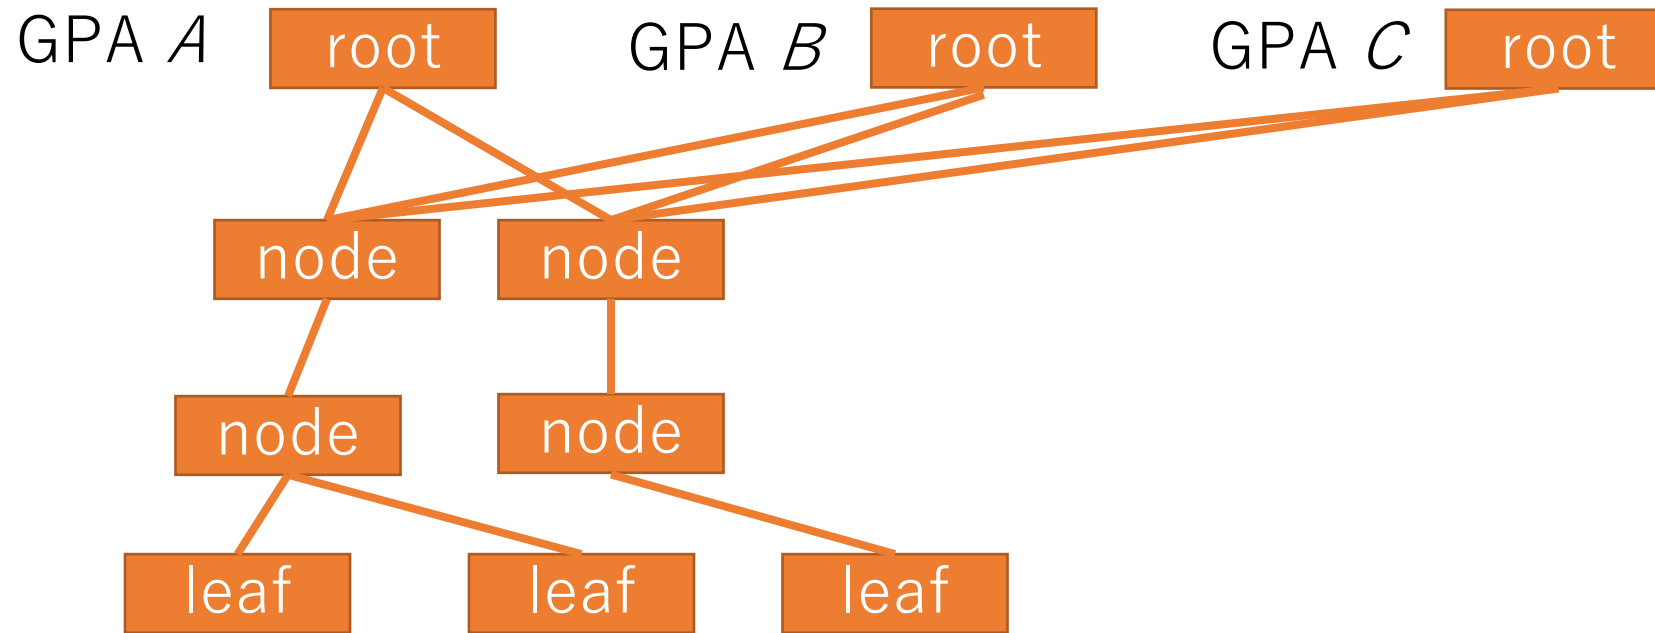 GPA A root GPA B root GPA C root
node node
node node
leaf leaf leaf